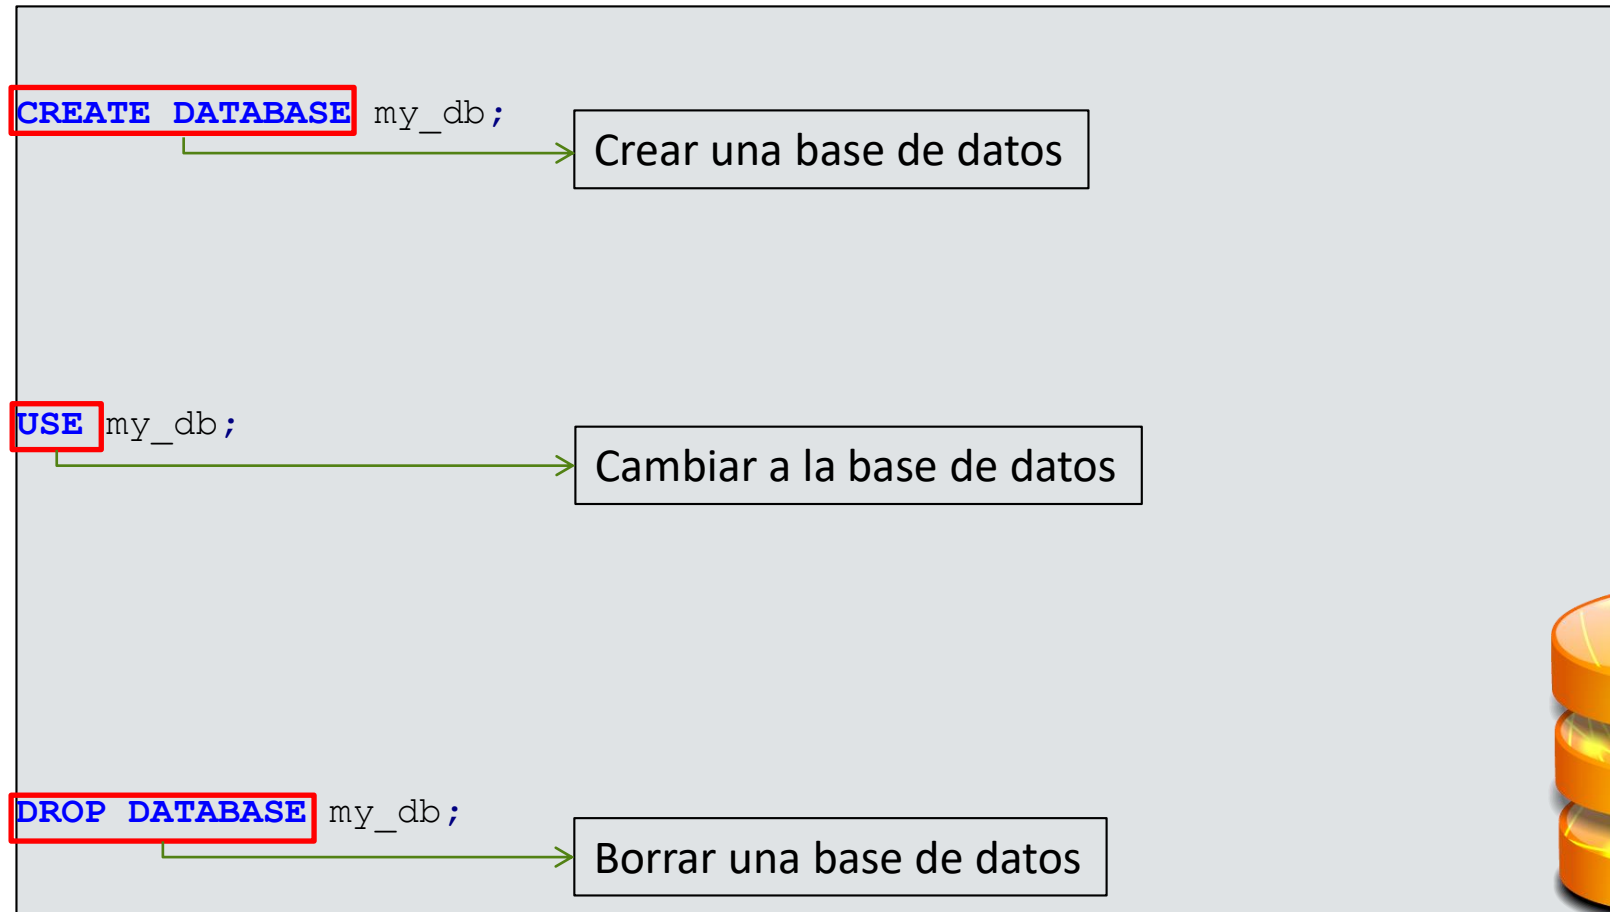 CREATE DATABASE my_db;
Crear una base de datos
USE my_db;
Cambiar a la base de datos
DROP DATABASE my_db;
Borrar una base de datos